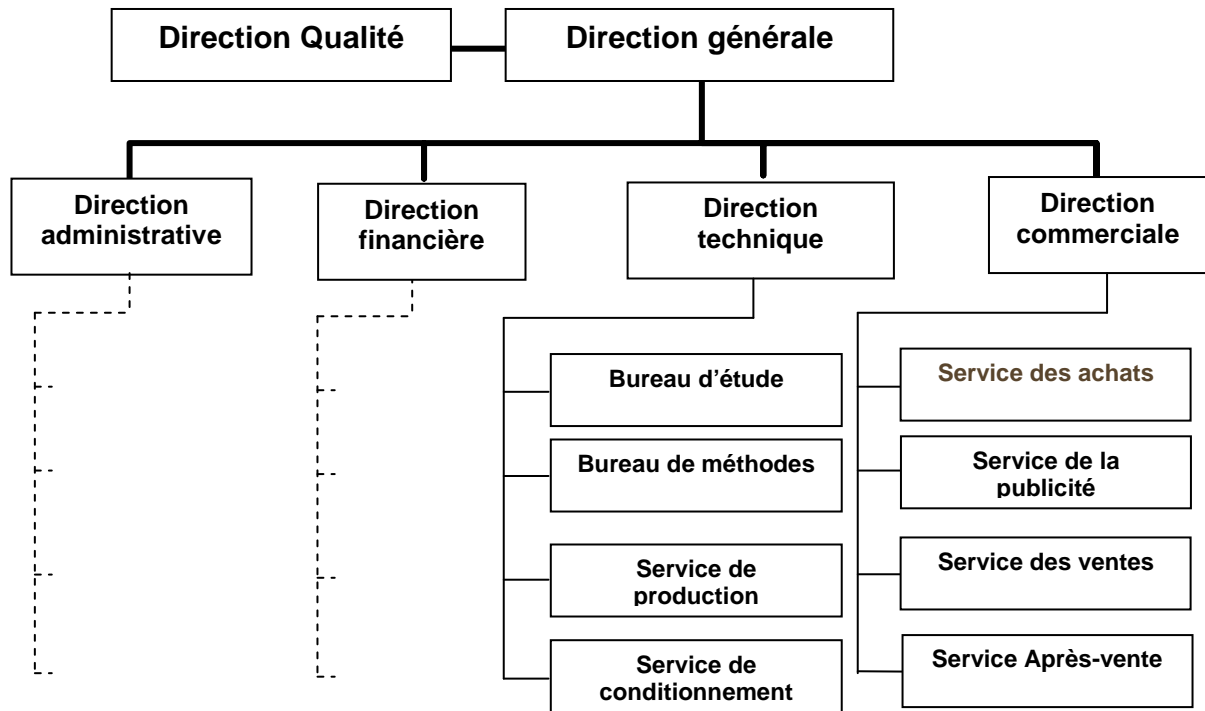 Direction Qualité
Direction générale
Direction
administrative
Direction
financière
Direction
technique
Direction
commerciale
Bureau d’étude
Bureau de méthodes
Service de
production
Service de
conditionnement
Service des achats
Service de la
publicité
Service des ventes
Service Après-vente